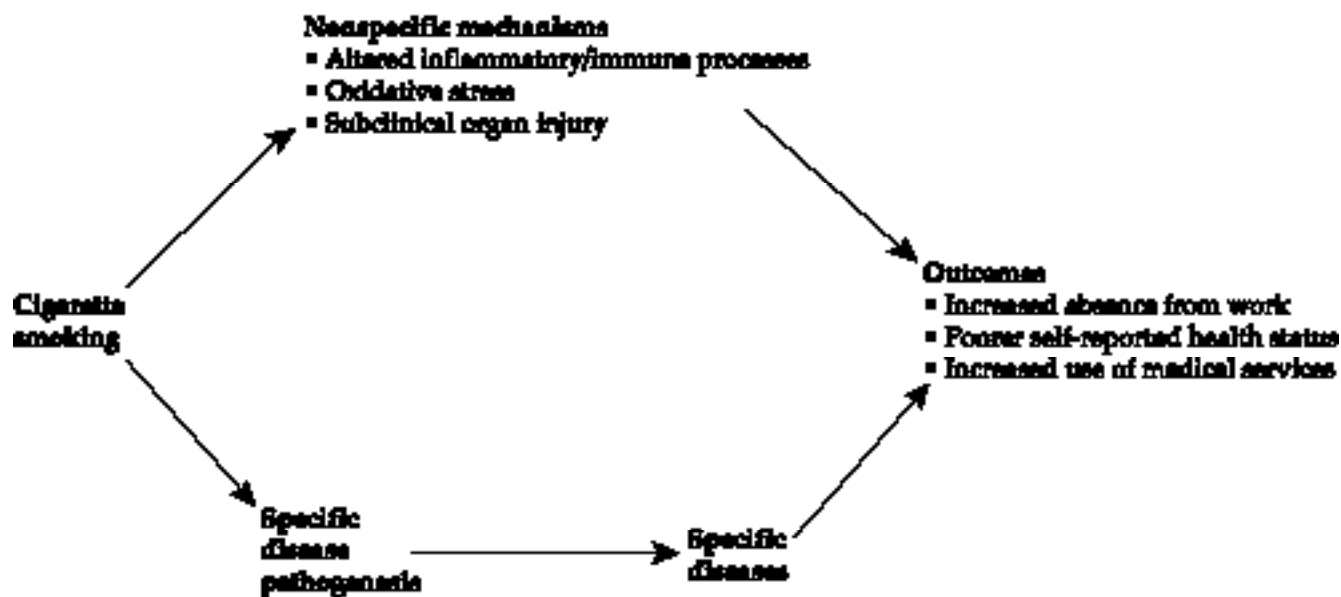 Nonspecific mechanisms
▪ Altered inflammatory/immune processes
▪ Oxidative stress
▪ Subclinical organ injury
Cigarette
smoking
Outcomes
▪ Increased absence from work
▪ Poorer self-reported health status
▪ Increased use of medical services
Specific
disease
pathogenesis
Specific
diseases